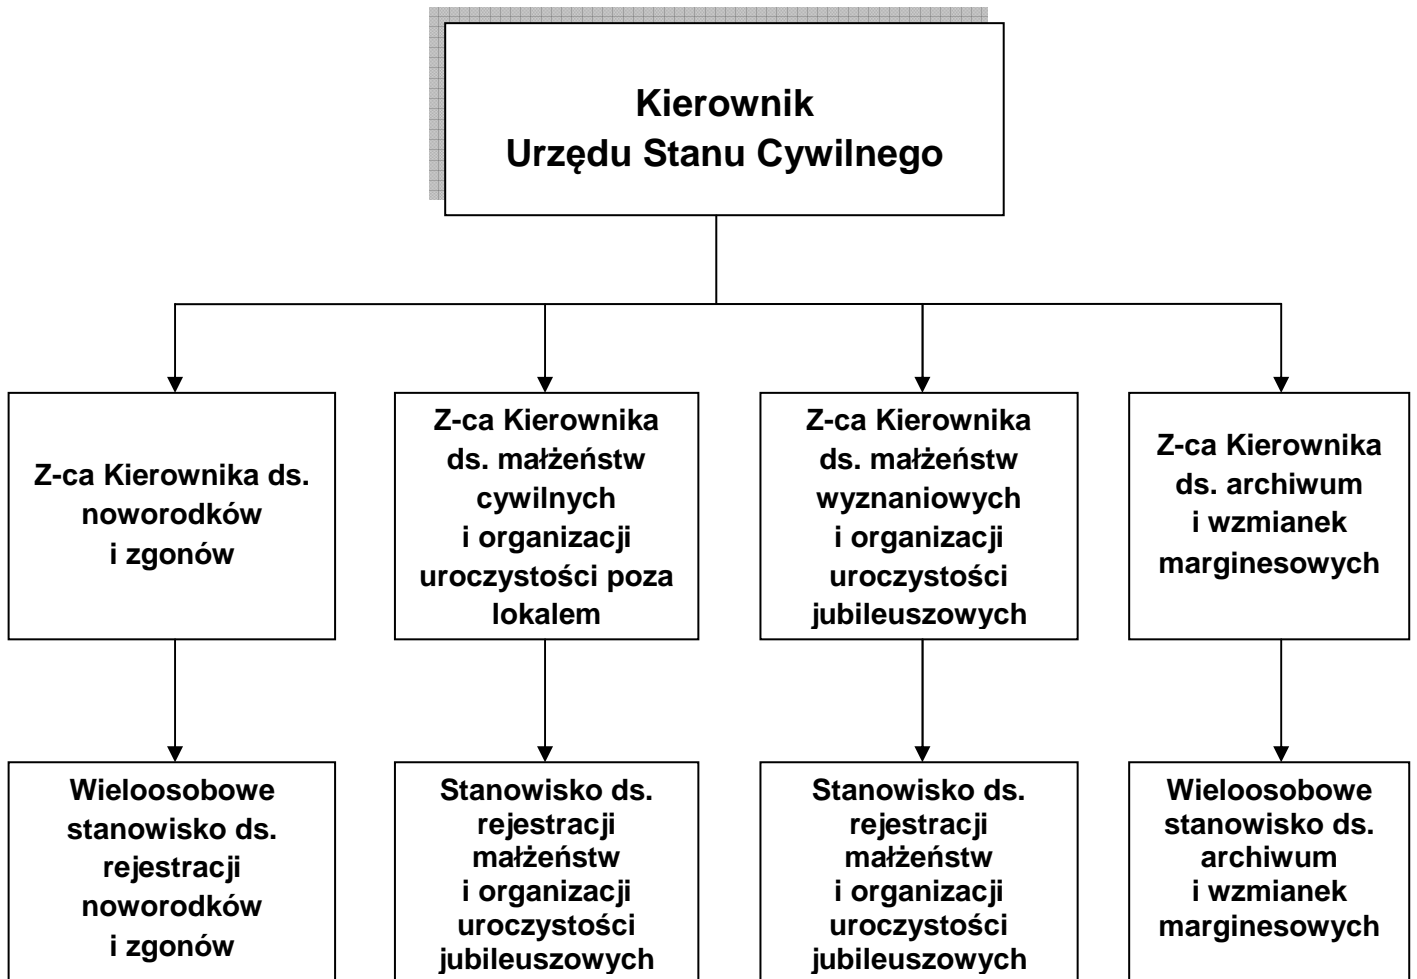 Kierownik
Urzędu Stanu Cywilnego
Z-ca Kierownika ds.
noworodków
i zgonów
Z-ca Kierownika
ds. małżeństw
cywilnych
i organizacji
uroczystości poza
lokalem
Z-ca Kierownika
ds. małżeństw
wyznaniowych
i organizacji
uroczystości
jubileuszowych
Z-ca Kierownika
ds. archiwum
i wzmianek
marginesowych
Wieloosobowe
stanowisko ds.
rejestracji
noworodków
i zgonów
Stanowisko ds.
rejestracji
małżeństw
i organizacji
uroczystości
jubileuszowych
Stanowisko ds.
rejestracji
małżeństw
i organizacji
uroczystości
jubileuszowych
Wieloosobowe
stanowisko ds.
archiwum
i wzmianek
marginesowych